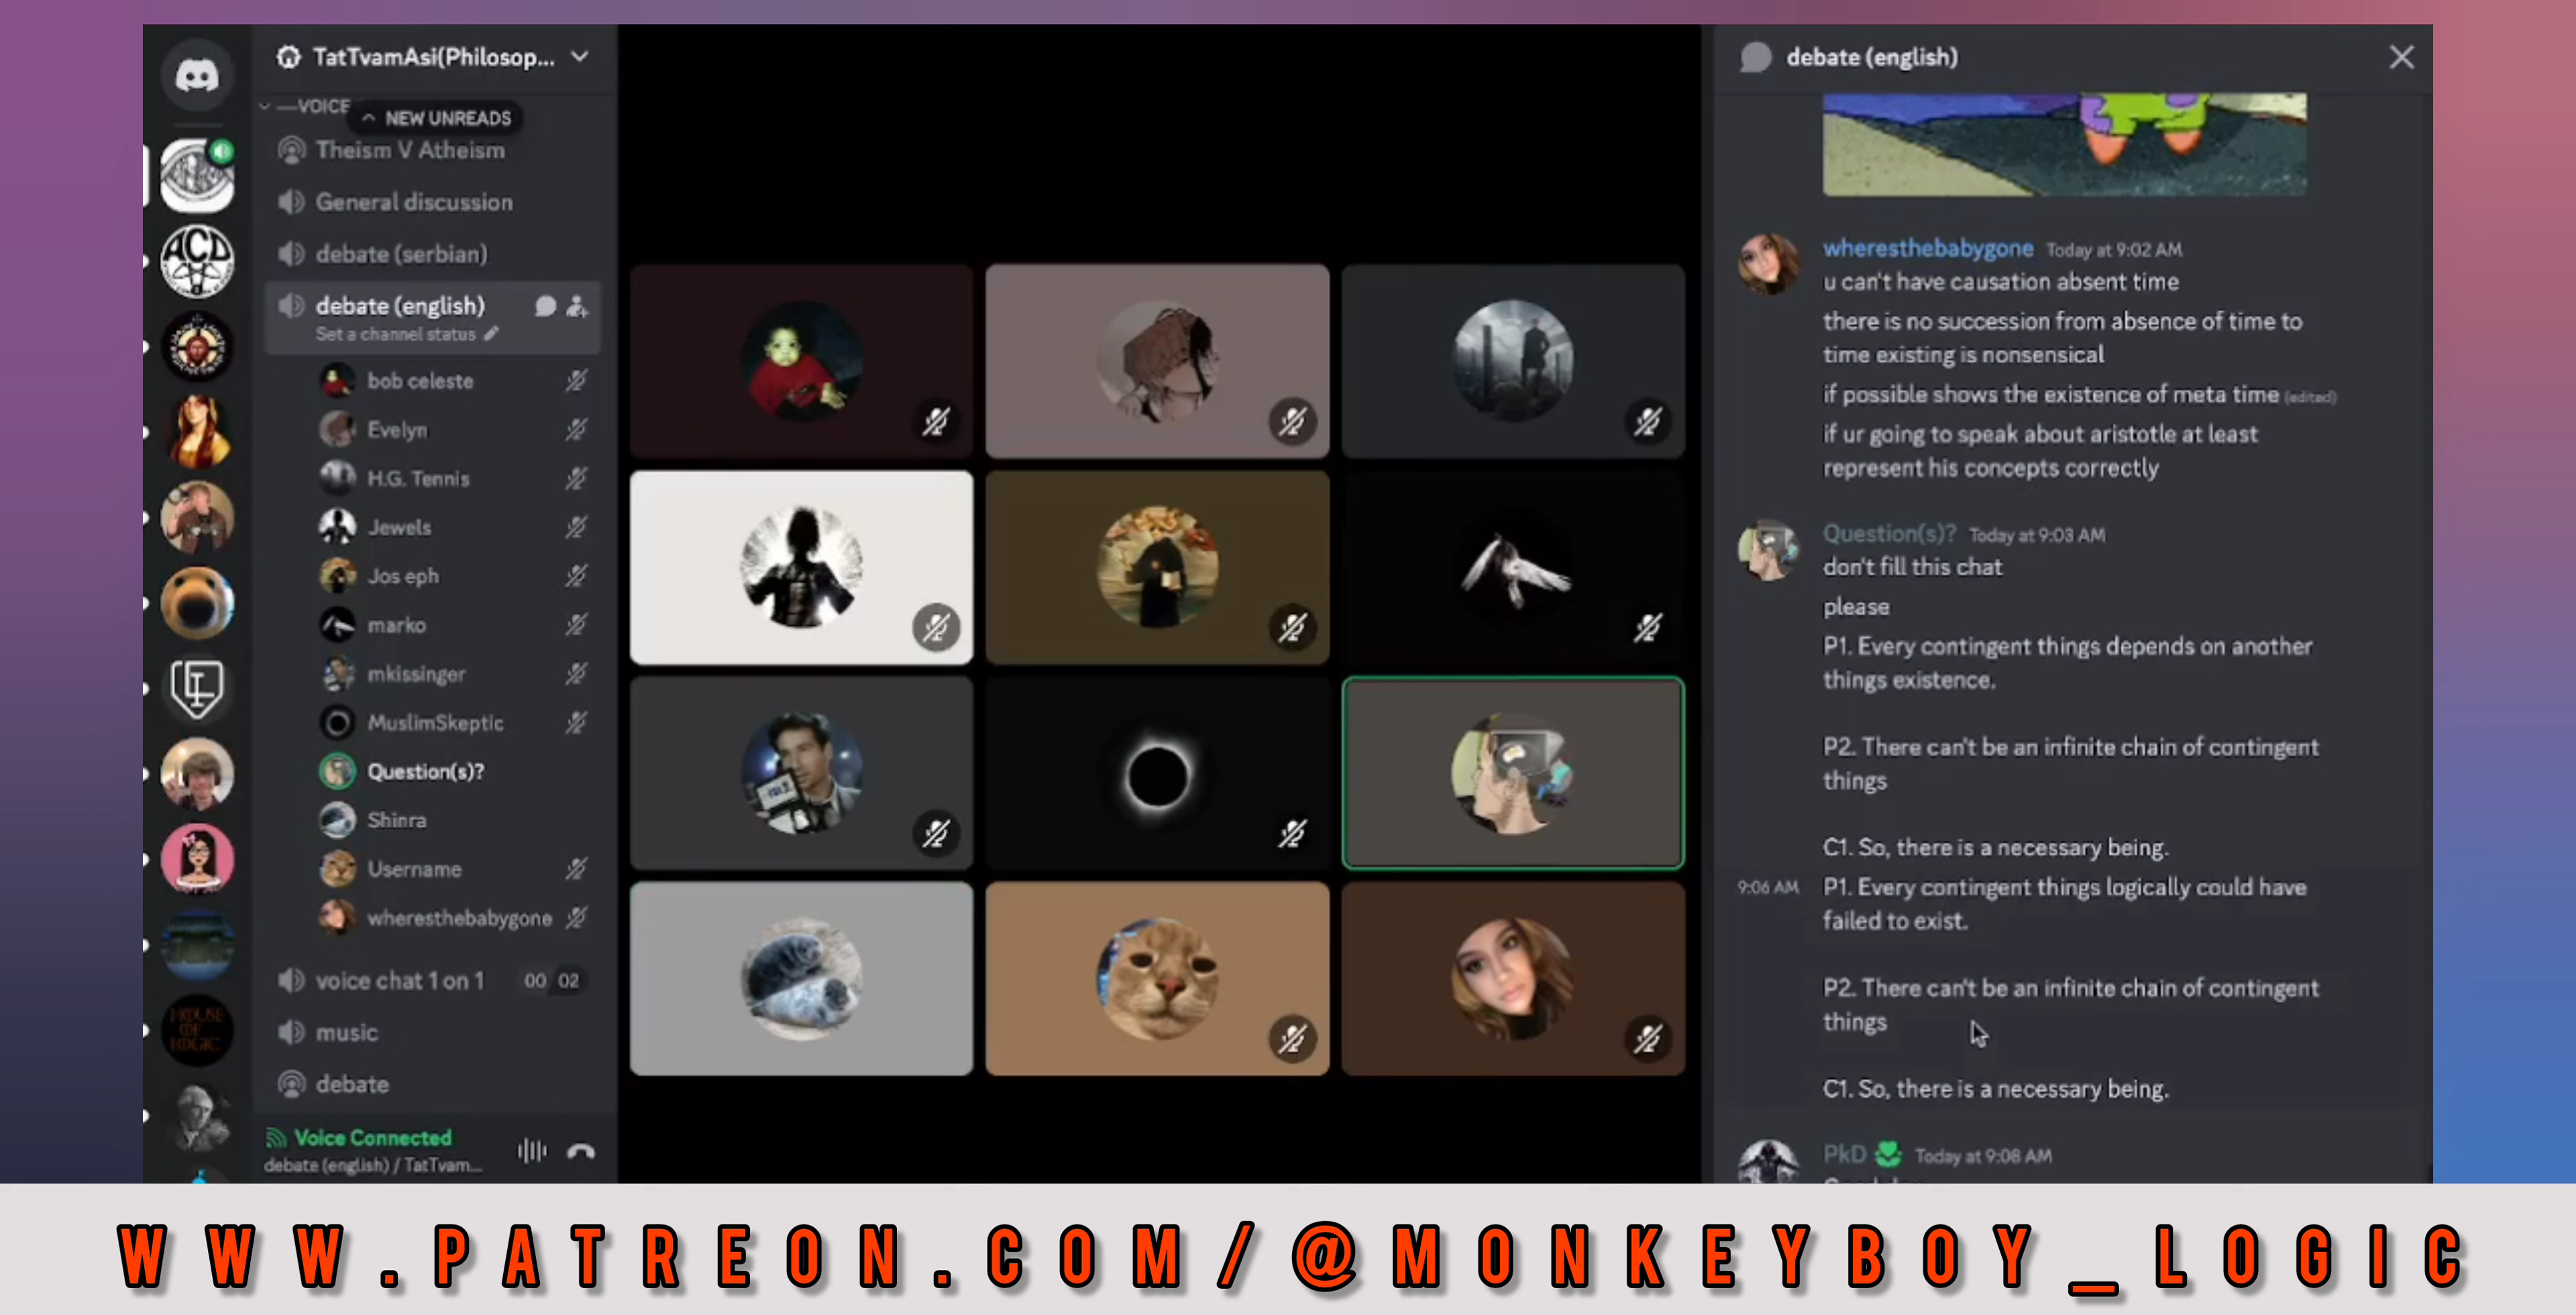 TatTvamAsi(Philosop...
—VOICE
NEW UNREADS
Theism V Atheism
General discussion
debate (serbian)
debate (english)
Set a channel status
bob celeste
Evelyn
H.G. Tennis
Jewels
Jos eph
marko
mkissinger
MuslimSkeptic
Question(s)?
Shinra
Username
wheresthebabygone
voice chat 1 on 1 00 02
music
debate
Voice Connected
debate (english) / TatTvam...
ACD
HOUSE
OF
LOGIC
debate (english)
wheresthebabygone Today at 9:02 AM
u can't have causation absent time
there is no succession from absence of time to
time existing is nonsensical
if possible shows the existence of meta time (edited)
if ur going to speak about aristotle at least
represent his concepts correctly
Question(s)? Today at 9:03 AM
don't fill this chat
please
P1. Every contingent things depends on another
things existence.
P2. There can't be an infinite chain of contingent
things
C1. So, there is a necessary being.
9:06 AM P1. Every contingent things logically could have
failed to exist.
P2. There can't be an infinite chain of contingent
things
C1. So, there is a necessary being.
PkD Today at 9:08 AM
WWW.PATREON.COM/@MONKEYBOY_LOGIC